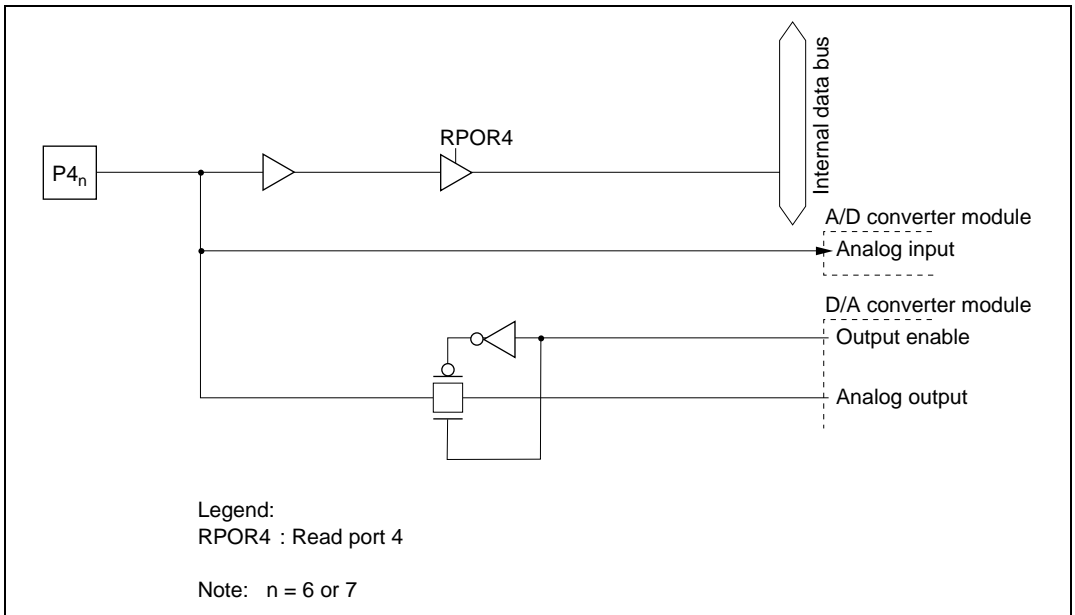 RPOR4
P4n
Internal data bus
A/D converter module
Analog input
D/A converter module
Output enable
Analog output
Legend:
RPOR4 : Read port 4
Note: n = 6 or 7